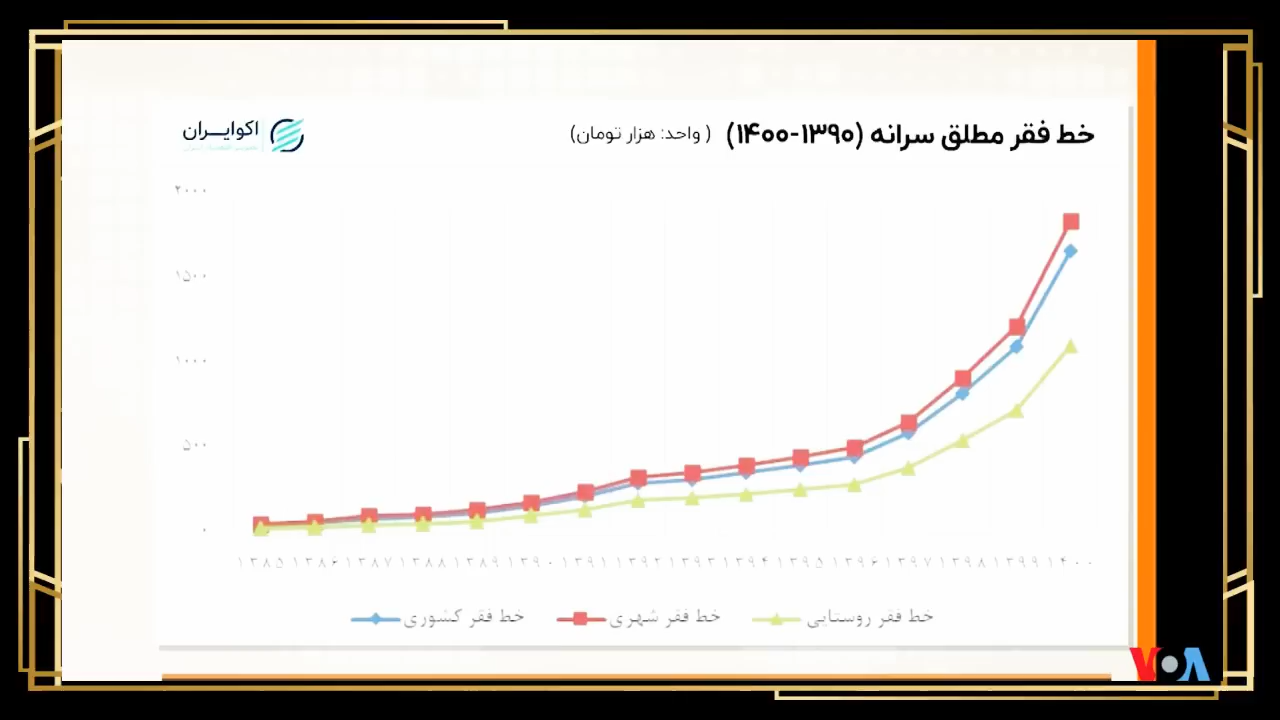 خط فقر مطلق سرانه (۱۳۹۰-۱۴۰۰) ( واحد: هزار تومان)
اکوایـــران
۲۰۰۰
۱۵۰۰
۱۰۰۰
۵۰۰
۰
۱۳۸۵ ۱۳۸۶ ۱۳۸۷ ۱۳۸۸ ۱۳۸۹ ۱۳۹۰ ۱۳۹۱ ۱۳۹۲ ۱۳۹۳ ۱۳۹۴ ۱۳۹۵ ۱۳۹۶ ۱۳۹۷ ۱۳۹۸ ۱۳۹۹ ۱۴۰۰
خط فقر کشوری خط فقر شهری خط فقر روستایی
VOA